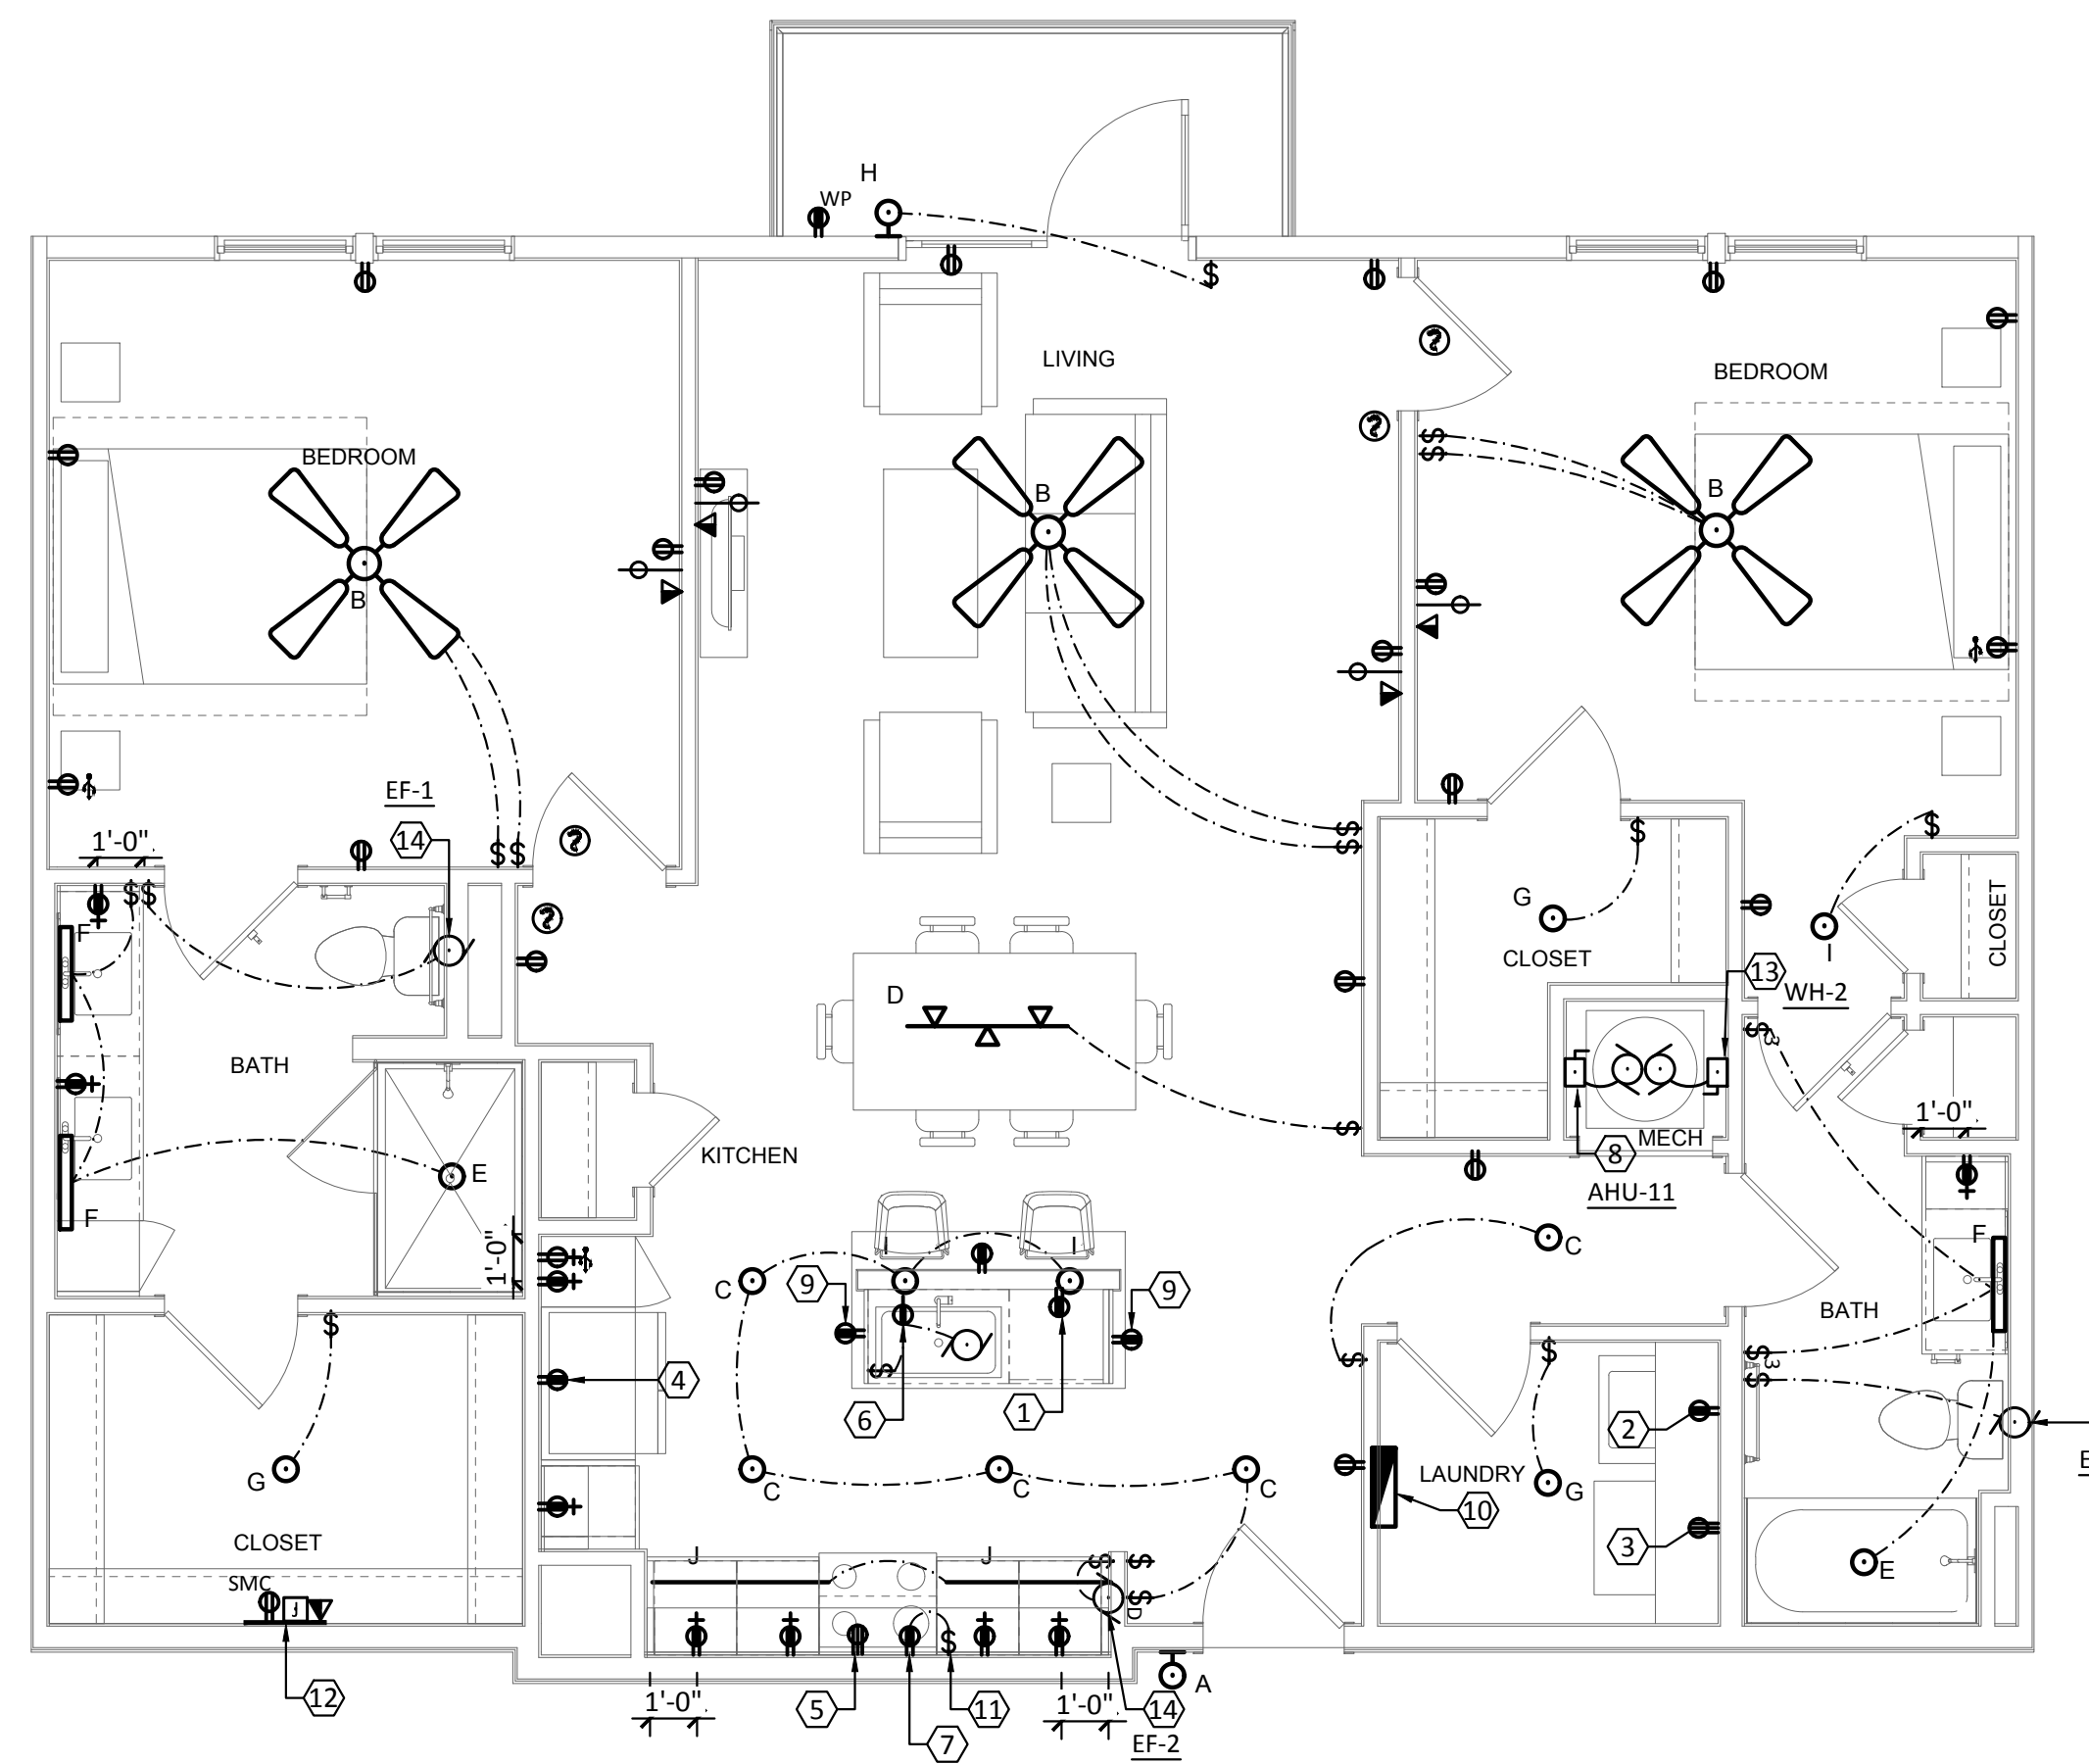 H
WP
$
LIVING
BEDROOM
BEDROOM
B
B
B
$
$
$
$
EF-1
14
1'-0"
$$
$
$
$
$
$$
F
G
CLOSET
CLOSET
I
13
WH-2
D
$
3
BATH
1'-0"
MECH
8
AHU-11
KITCHEN
$
E
F
1'-0"
I
I
C
F
C
9
9
BATH
$
4
6
1
$
$
$
$
3
$
2
G
C
C
C
LAUNDRY
10
G
E
CLOSET
3
E
SMC
J
J
J
$
$
$
D
$
12
1'-0"
5
7
11
1'-0"
14
EF-2
A